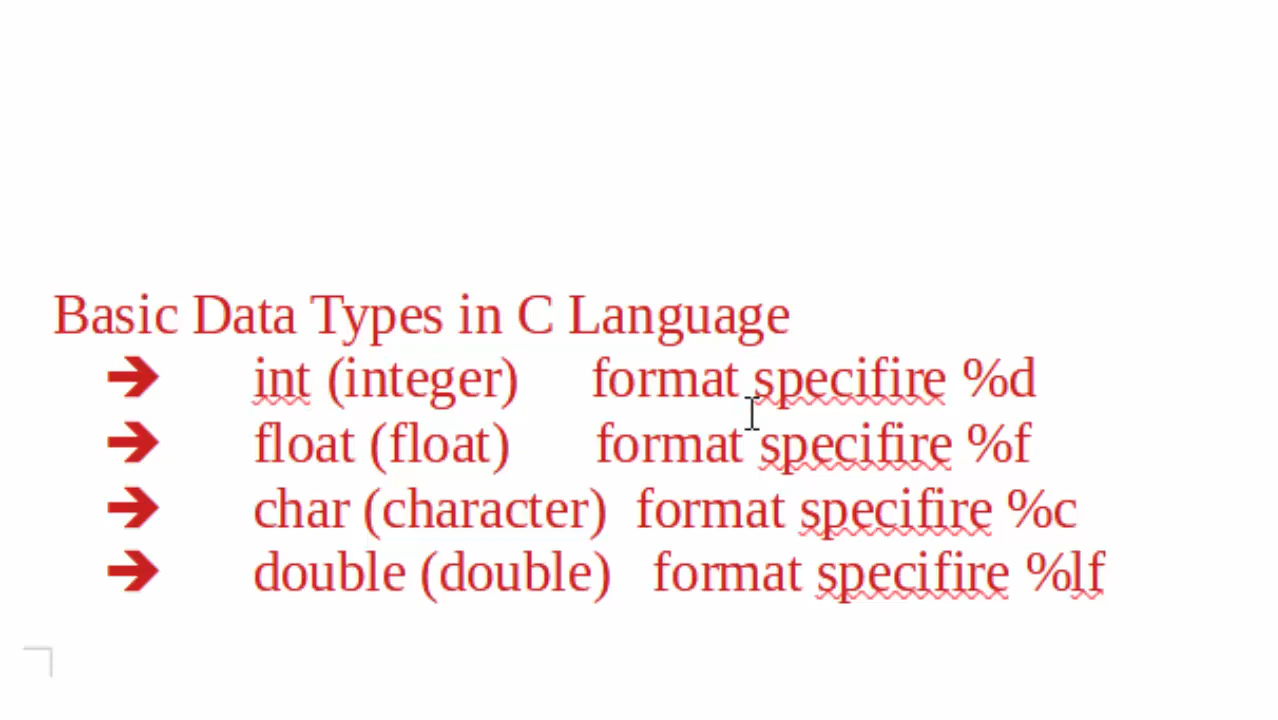 Basic Data Types in C Language
➔ int (integer) format specifire %d
➔ float (float) format specifire %f
➔ char (character) format specifire %c
➔ double (double) format specifire %lf